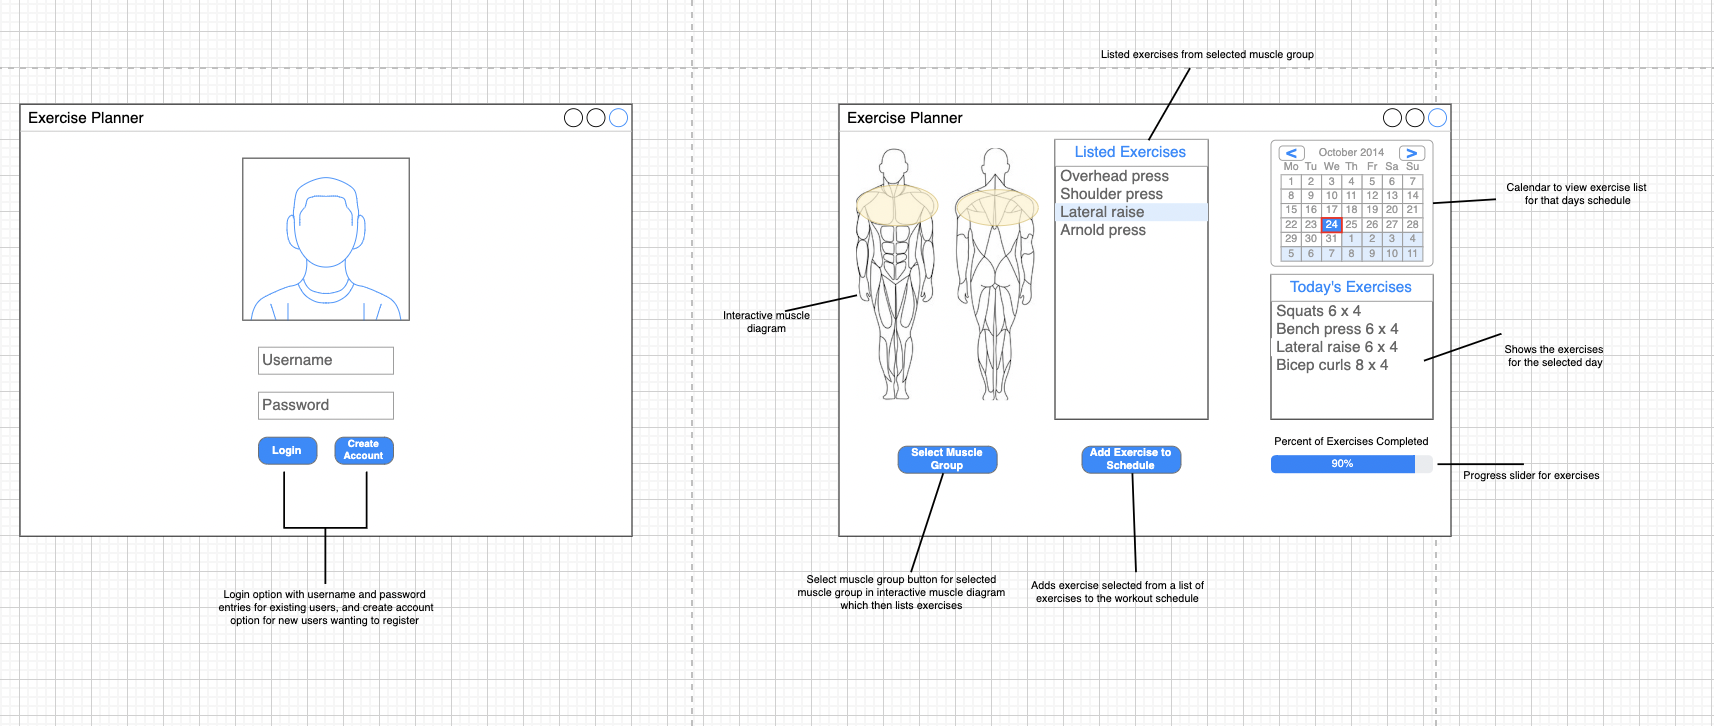 Exercise Planner
Username
Password
Login
Create
Account
Login option with username and password
entries for existing users, and create account
option for new users wanting to register
Listed exercises from selected muscle group
Exercise Planner
Interactive muscle
diagram
Listed Exercises
Overhead press
Shoulder press
Lateral raise
Arnold press
< October 2014 >
Mo Tu We Th Fr Sa Su
1 2 3 4 5 6 7
8 9 10 11 12 13 14
15 16 17 18 19 20 21
22 23 24 25 26 27 28
29 30 31 1 2 3 4
5 6 7 8 9 10 11
Calendar to view exercise list
for that days schedule
Today's Exercises
Squats 6 x 4
Bench press 6 x 4
Lateral raise 6 x 4
Bicep curls 8 x 4
Shows the exercises
for the selected day
Select Muscle
Group
Add Exercise to
Schedule
Percent of Exercises Completed
90%
Progress slider for exercises
Select muscle group button for selected
muscle group in interactive muscle diagram
which then lists exercises
Adds exercise selected from a list of
exercises to the workout schedule